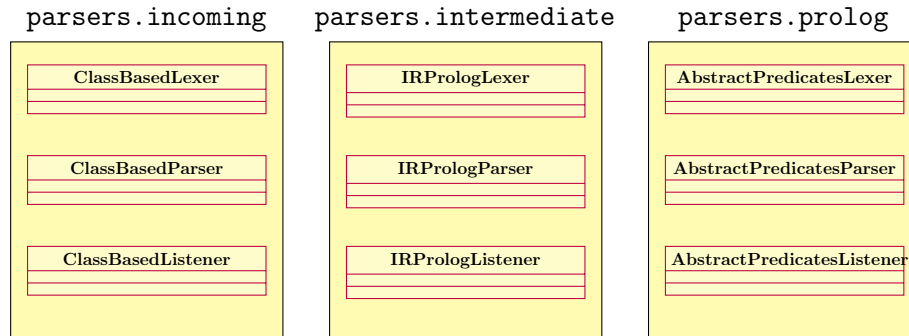 parsers.incoming
ClassBasedLexer
ClassBasedParser
ClassBasedListener
parsers.intermediate
IRPrologLexer
IRPrologParser
IRPrologListener
parsers.prolog
AbstractPredicatesLexer
AbstractPredicatesParser
AbstractPredicatesListener